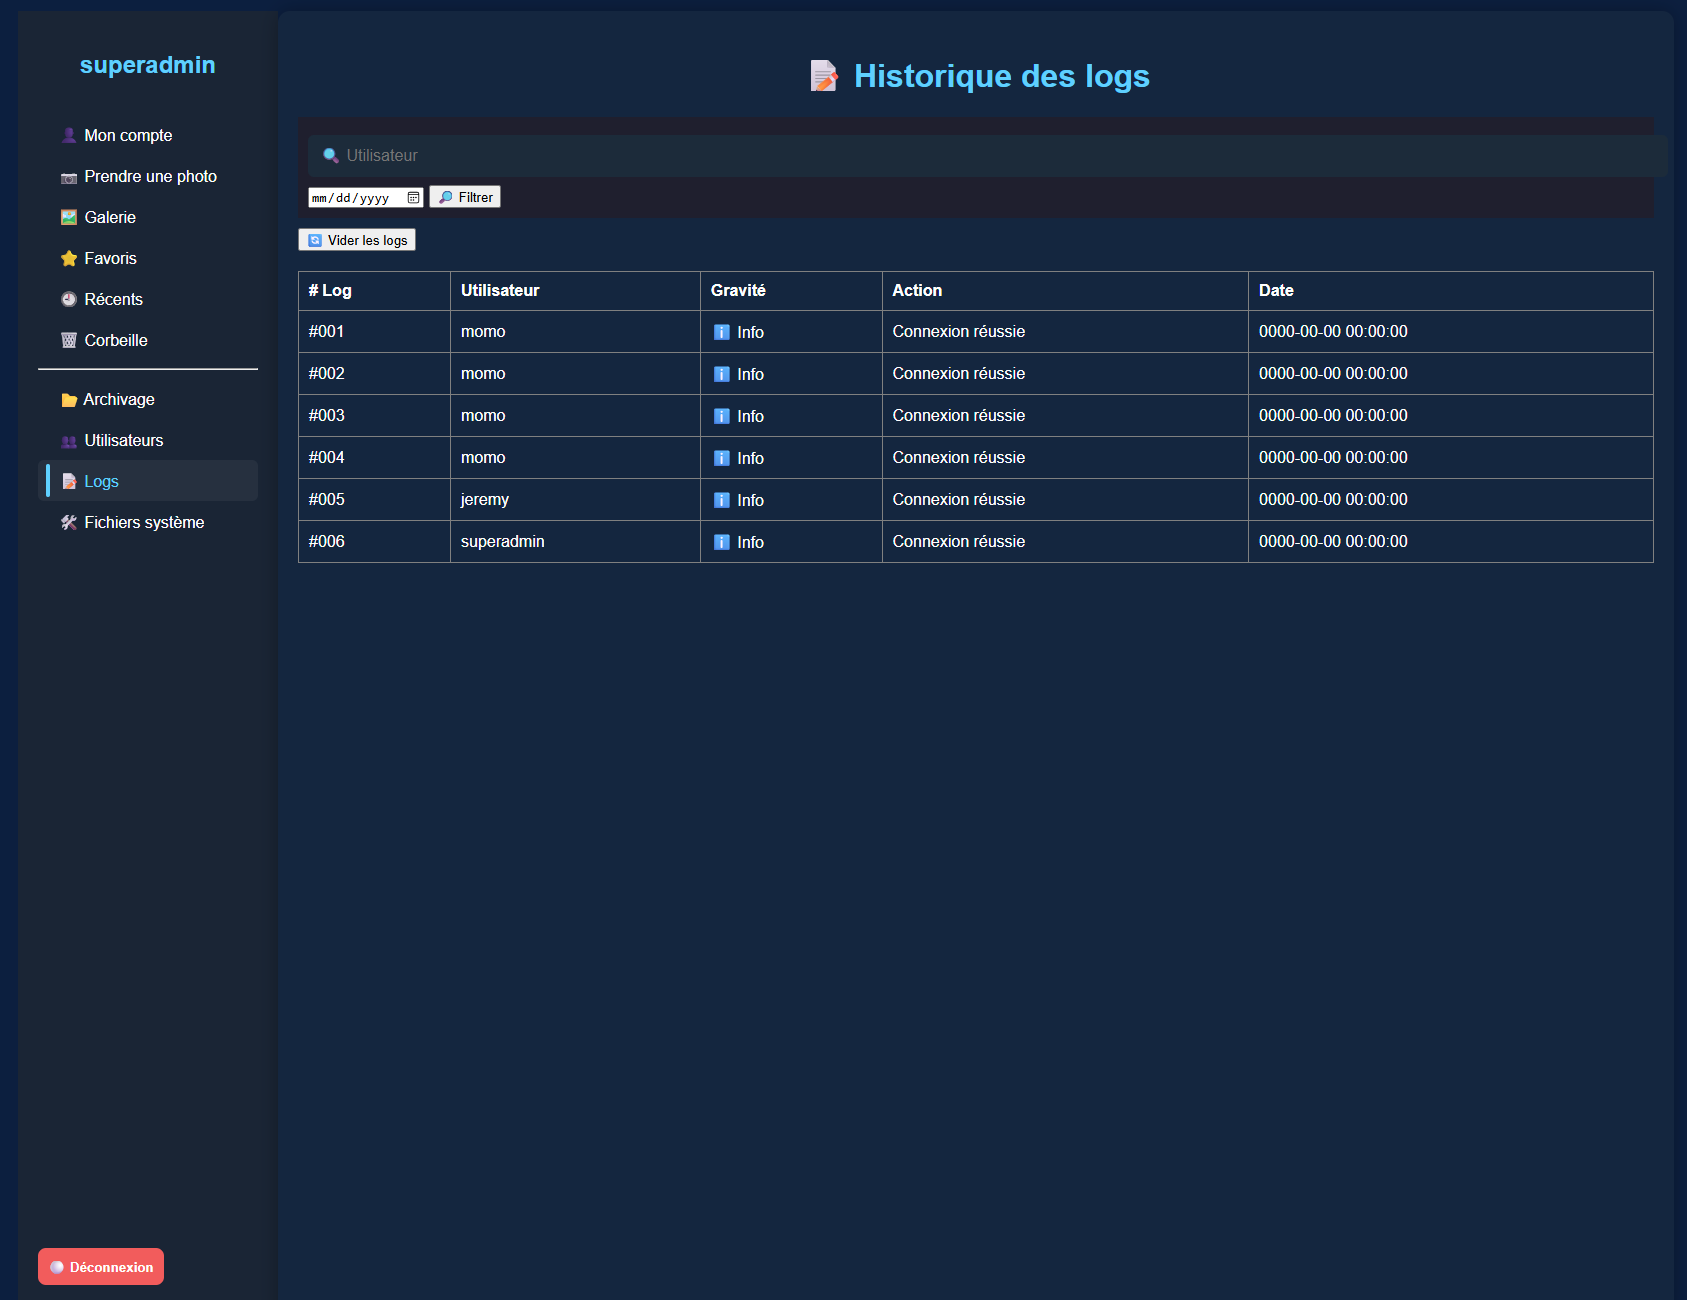 superadmin
Mon compte
Prendre une photo
Galerie
Favoris
Récents
Corbeille
Archivage
Utilisateurs
Logs
Fichiers système
Déconnexion
Historique des logs
Utilisateur
mm/dd/yyyy Filtrer
Vider les logs
# Log Utilisateur Gravité Action Date
#001 momo Info Connexion réussie 0000-00-00 00:00:00
#002 momo Info Connexion réussie 0000-00-00 00:00:00
#003 momo Info Connexion réussie 0000-00-00 00:00:00
#004 momo Info Connexion réussie 0000-00-00 00:00:00
#005 jeremy Info Connexion réussie 0000-00-00 00:00:00
#006 superadmin Info Connexion réussie 0000-00-00 00:00:00